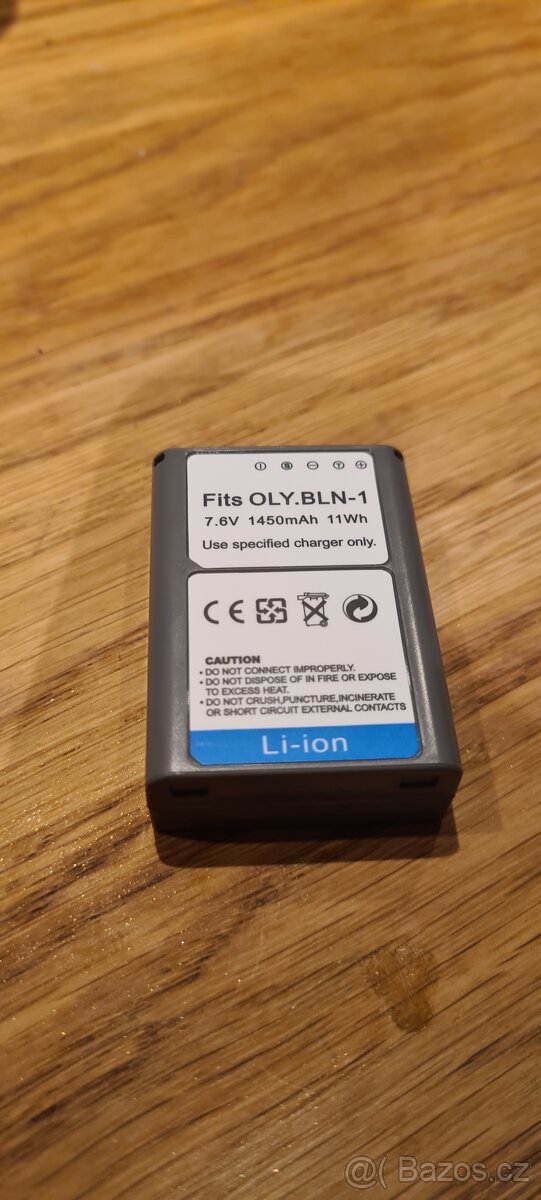 Fits OLY.BLN-1
7.6V 1450mAh 11Wh
Use specified charger only.
CE
CAUTION
• DO NOT CONNECT IMPROPERLY.
• DO NOT DISPOSE OF IN FIRE OR EXPOSE
TO EXCESS HEAT.
• DO NOT CRUSH,PUNCTURE,INCINERATE
OR SHORT CIRCUIT EXTERNAL CONTACTS
Li-ion
@( Bazos.cz